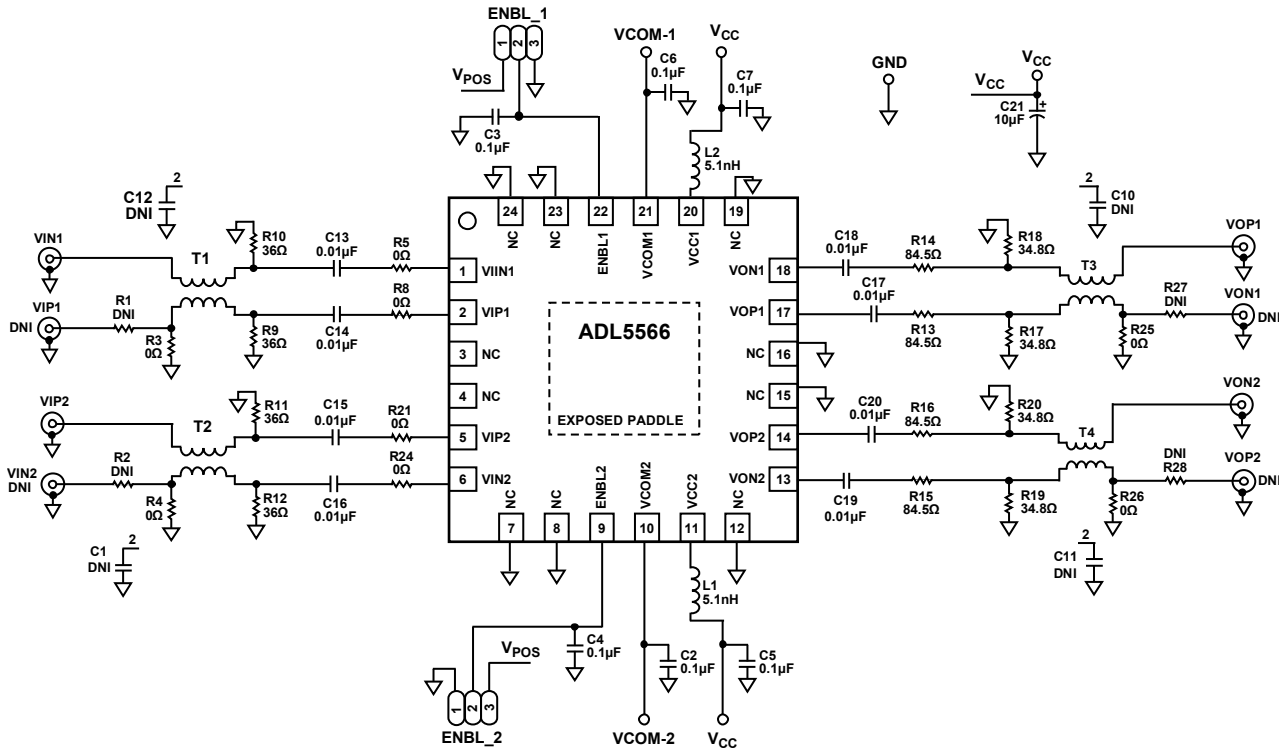 ENBL_1
1 2 3
VPOS
C3
0.1µF
VCOM-1
C6
0.1µF
VCC
C7
0.1µF
L2
5.1nH
GND
VCC
VCC
C21
10µF
+
C12
DNI
2
C10
DNI
2
24 23 22 21 20 19
NC NC ENBL1 VCOM1 VCC1 NC
VIN1
T1
R10
36Ω
C13
0.01µF
R5
0Ω
1 VIIN1
VIP1
DNI
R1
DNI
R3
0Ω
R9
36Ω
C14
0.01µF
R8
0Ω
2 VIP1
3 NC
4 NC
VIP2
T2
R11
36Ω
C15
0.01µF
R21
0Ω
5 VIP2
VIN2
DNI
R2
DNI
R4
0Ω
R12
36Ω
C16
0.01µF
R24
0Ω
6 VIN2
C1
DNI
2
ADL5566
EXPOSED PADDLE
VON1 18
C18
0.01µF
R14
84.5Ω
R18
34.8Ω
T3
VOP1
VOP1 17
C17
0.01µF
R13
84.5Ω
R17
34.8Ω
R25
0Ω
R27
DNI
VON1
DNI
NC 16
NC 15
VOP2 14
C20
0.01µF
R16
84.5Ω
R20
34.8Ω
T4
VON2
VON2 13
C19
0.01µF
R15
84.5Ω
R19
34.8Ω
R26
0Ω
DNI
R28
VOP2
DNI
C11
DNI
2
NC NC ENBL2 VCOM2 VCC2 NC
7 8 9 10 11 12
L1
5.1nH
C4
0.1µF
C2
0.1µF
C5
0.1µF
VPOS
1 2 3
ENBL_2
VCOM-2
VCC